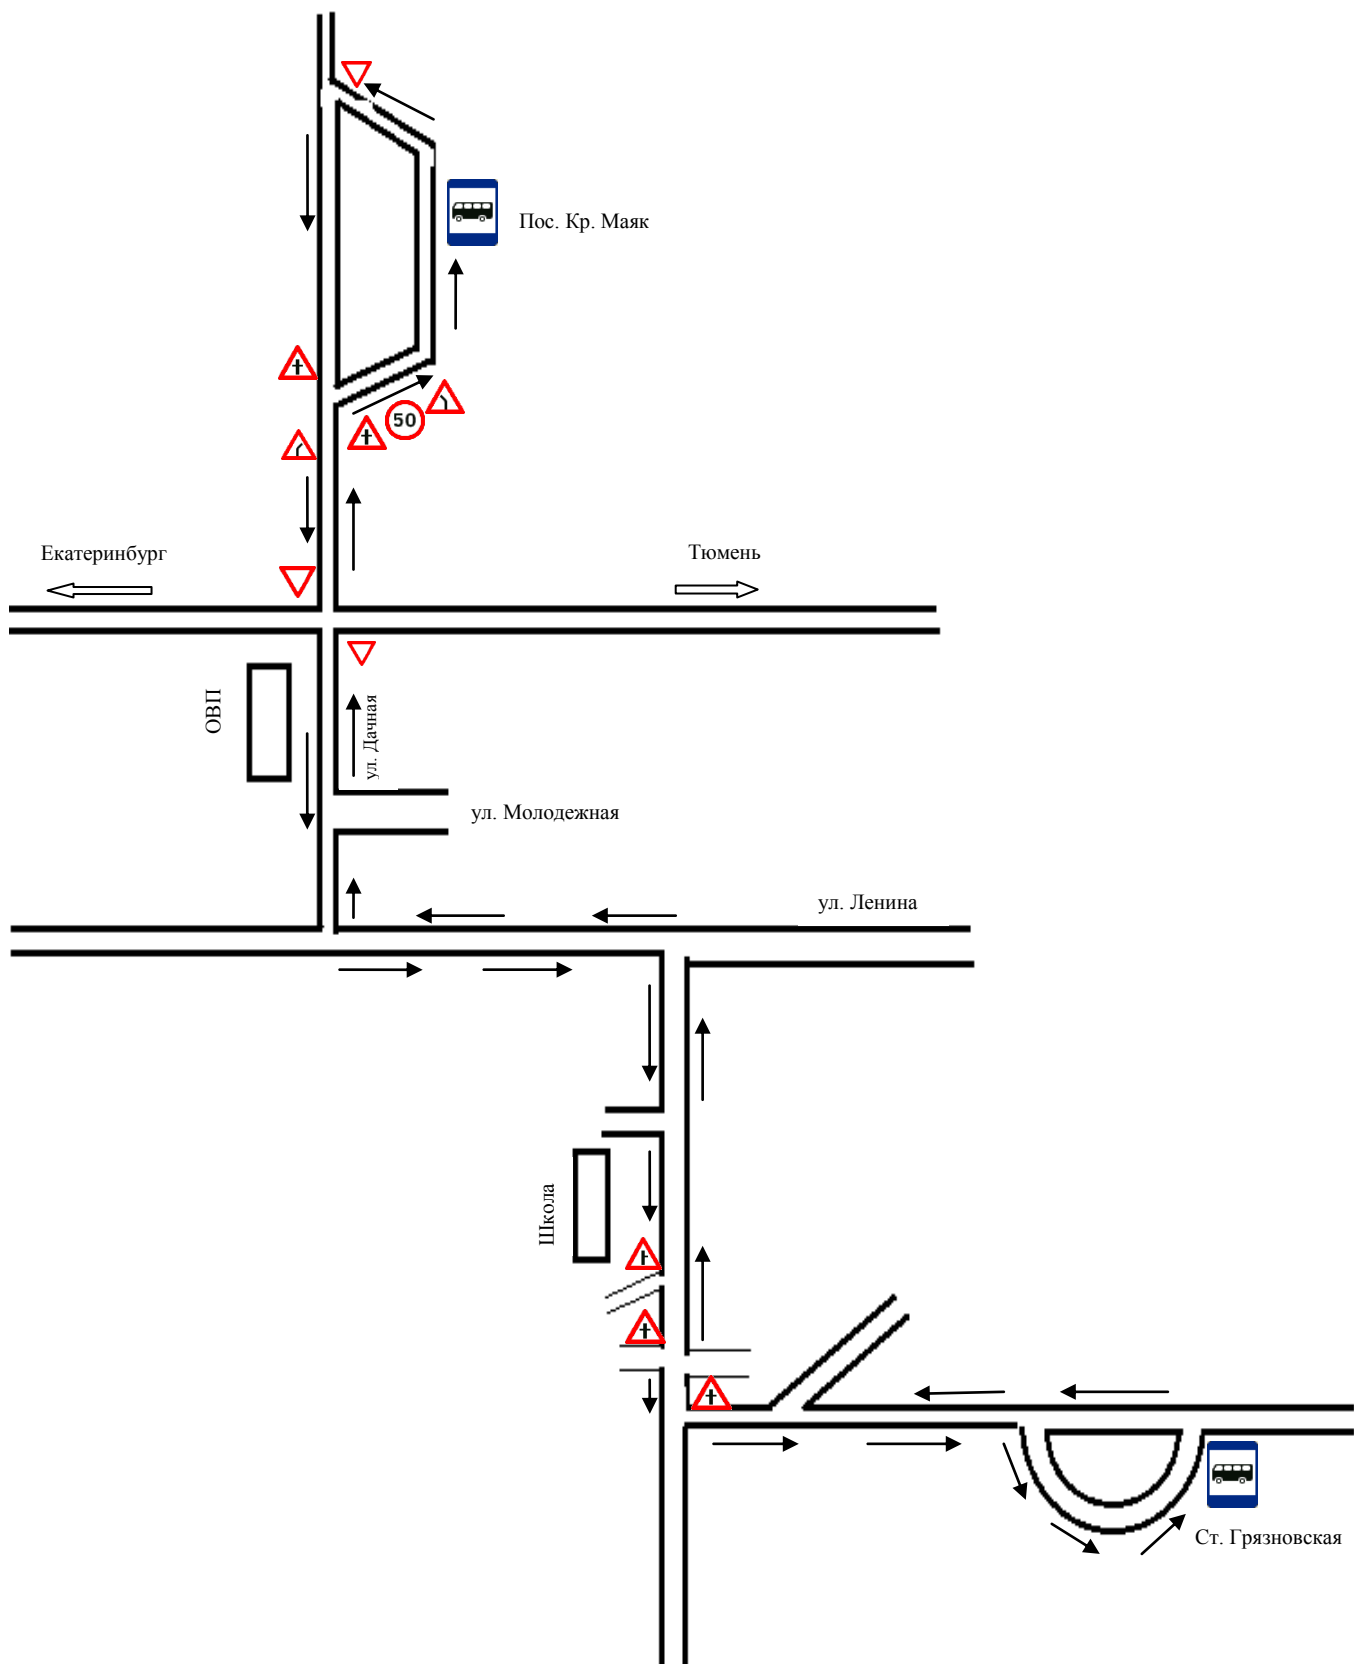 Пос. Кр. Маяк
50
Екатеринбург
Тюмень
ОВП
ул. Дачная
ул. Молодежная
ул. Ленина
Школа
Ст. Грязновская